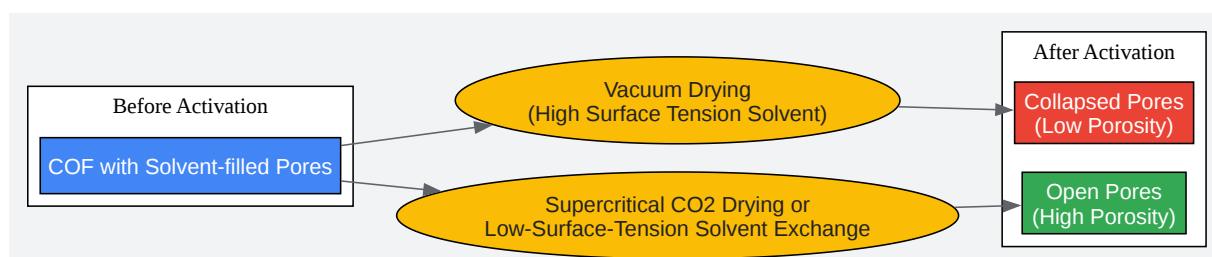 Before Activation
COF with Solvent-filled Pores
Vacuum Drying
(High Surface Tension Solvent)
Supercritical CO2 Drying or
Low-Surface-Tension Solvent Exchange
After Activation
Collapsed Pores
(Low Porosity)
Open Pores
(High Porosity)